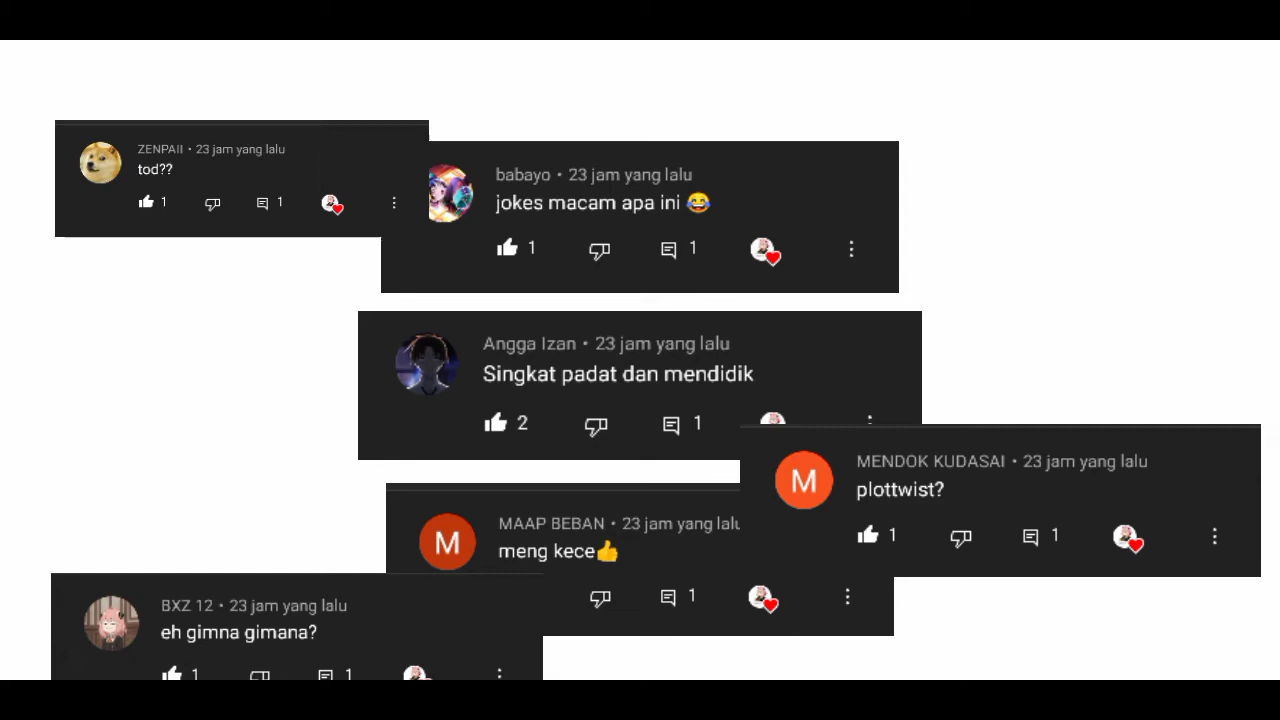 ZENPAII • 23 jam yang lalu
tod??
1 1
babayo • 23 jam yang lalu
jokes macam apa ini 😂
1 1
Angga Izan • 23 jam yang lalu
Singkat padat dan mendidik
2 1
MENDOK KUDASAI • 23 jam yang lalu
plottwist?
1 1
M
MAAP BEBAN • 23 jam yang lalu
meng kece👍
1
M
BXZ 12 • 23 jam yang lalu
eh gimna gimana?
1 1